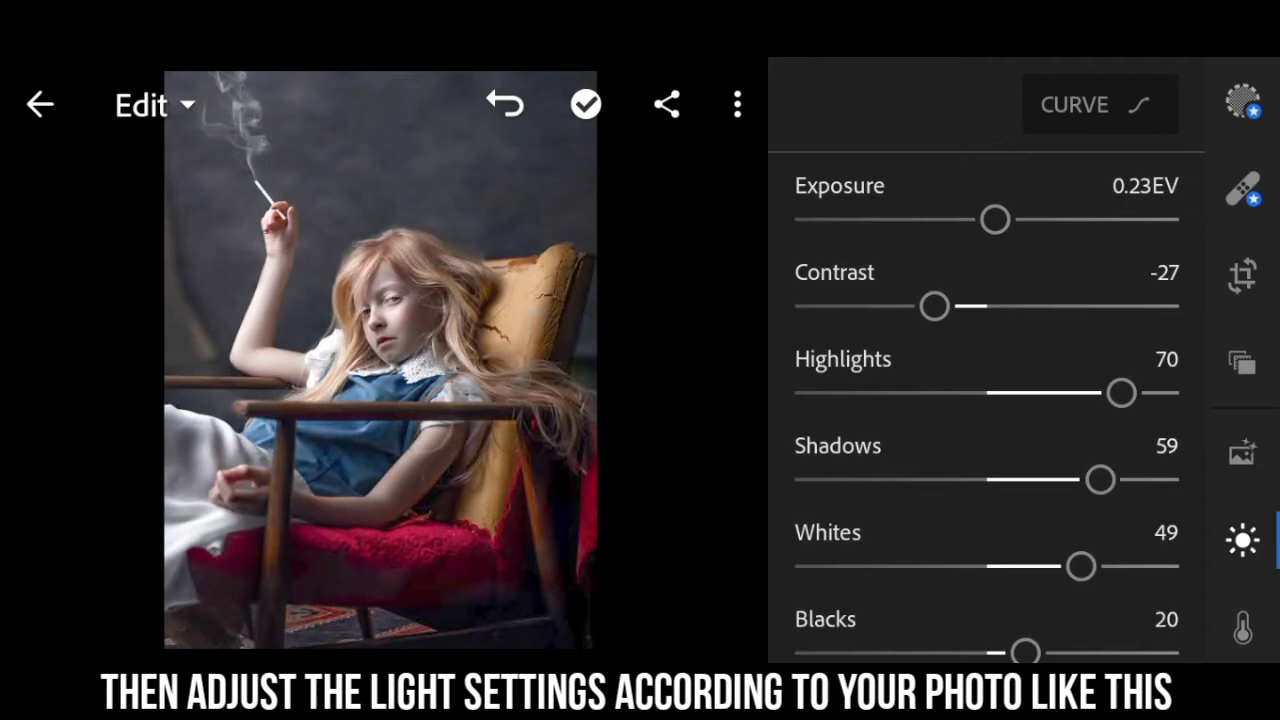 Edit
CURVE
Exposure 0.23EV
Contrast -27
Highlights 70
Shadows 59
Whites 49
Blacks 20
THEN ADJUST THE LIGHT SETTINGS ACCORDING TO YOUR PHOTO LIKE THIS